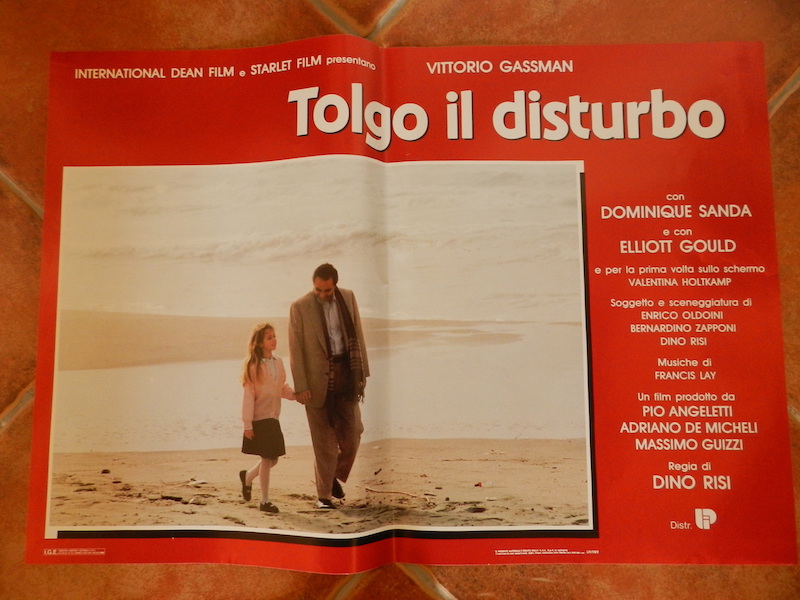 INTERNATIONAL DEAN FILM e STARLET FILM presentano
VITTORIO GASSMAN
Tolgo il disturbo
con
DOMINIQUE SANDA
e con
ELLIOTT GOULD
e per la prima volta sullo schermo
VALENTINA HOLTKAMP
Soggetto e sceneggiatura di
ENRICO OLDOINI
BERNARDINO ZAPPONI
DINO RISI
Musiche di
FRANCIS LAY
Un film prodotto da
PIO ANGELETTI
ADRIANO DE MICHELI
MASSIMO GUIZZI
Regia di
DINO RISI
Distr.
I.G.E.